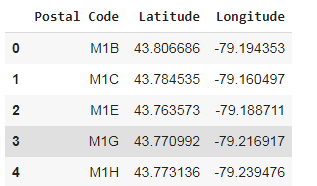 Postal Code Latitude Longitude
0 M1B 43.806686 -79.194353
1 M1C 43.784535 -79.160497
2 M1E 43.763573 -79.188711
3 M1G 43.770992 -79.216917
4 M1H 43.773136 -79.239476